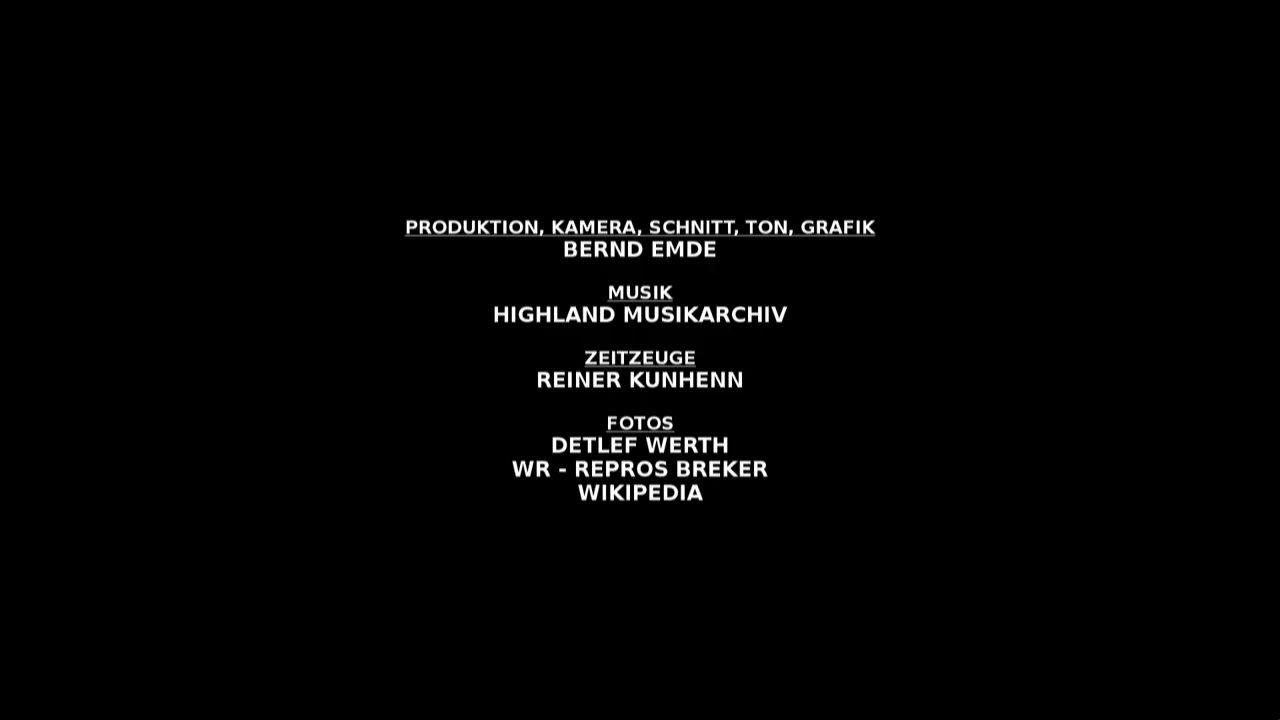 PRODUKTION, KAMERA, SCHNITT, TON, GRAFIK
BERND EMDE
MUSIK
HIGHLAND MUSIKARCHIV
ZEITZEUGE
REINER KUNHENN
FOTOS
DETLEF WERTH
WR - REPROS BREKER
WIKIPEDIA